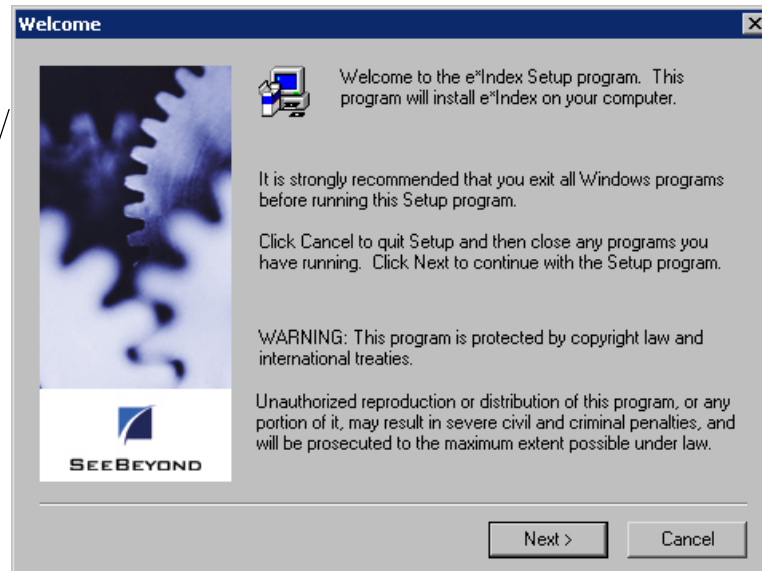 Welcome
Welcome to the e*Index Setup program. This
program will install e*Index on your computer.
It is strongly recommended that you exit all Windows programs
before running this Setup program.
Click Cancel to quit Setup and then close any programs you
have running. Click Next to continue with the Setup program.
WARNING: This program is protected by copyright law and
international treaties.
Unauthorized reproduction or distribution of this program, or any
portion of it, may result in severe civil and criminal penalties, and
will be prosecuted to the maximum extent possible under law.
SEEBEYOND
Next >
Cancel